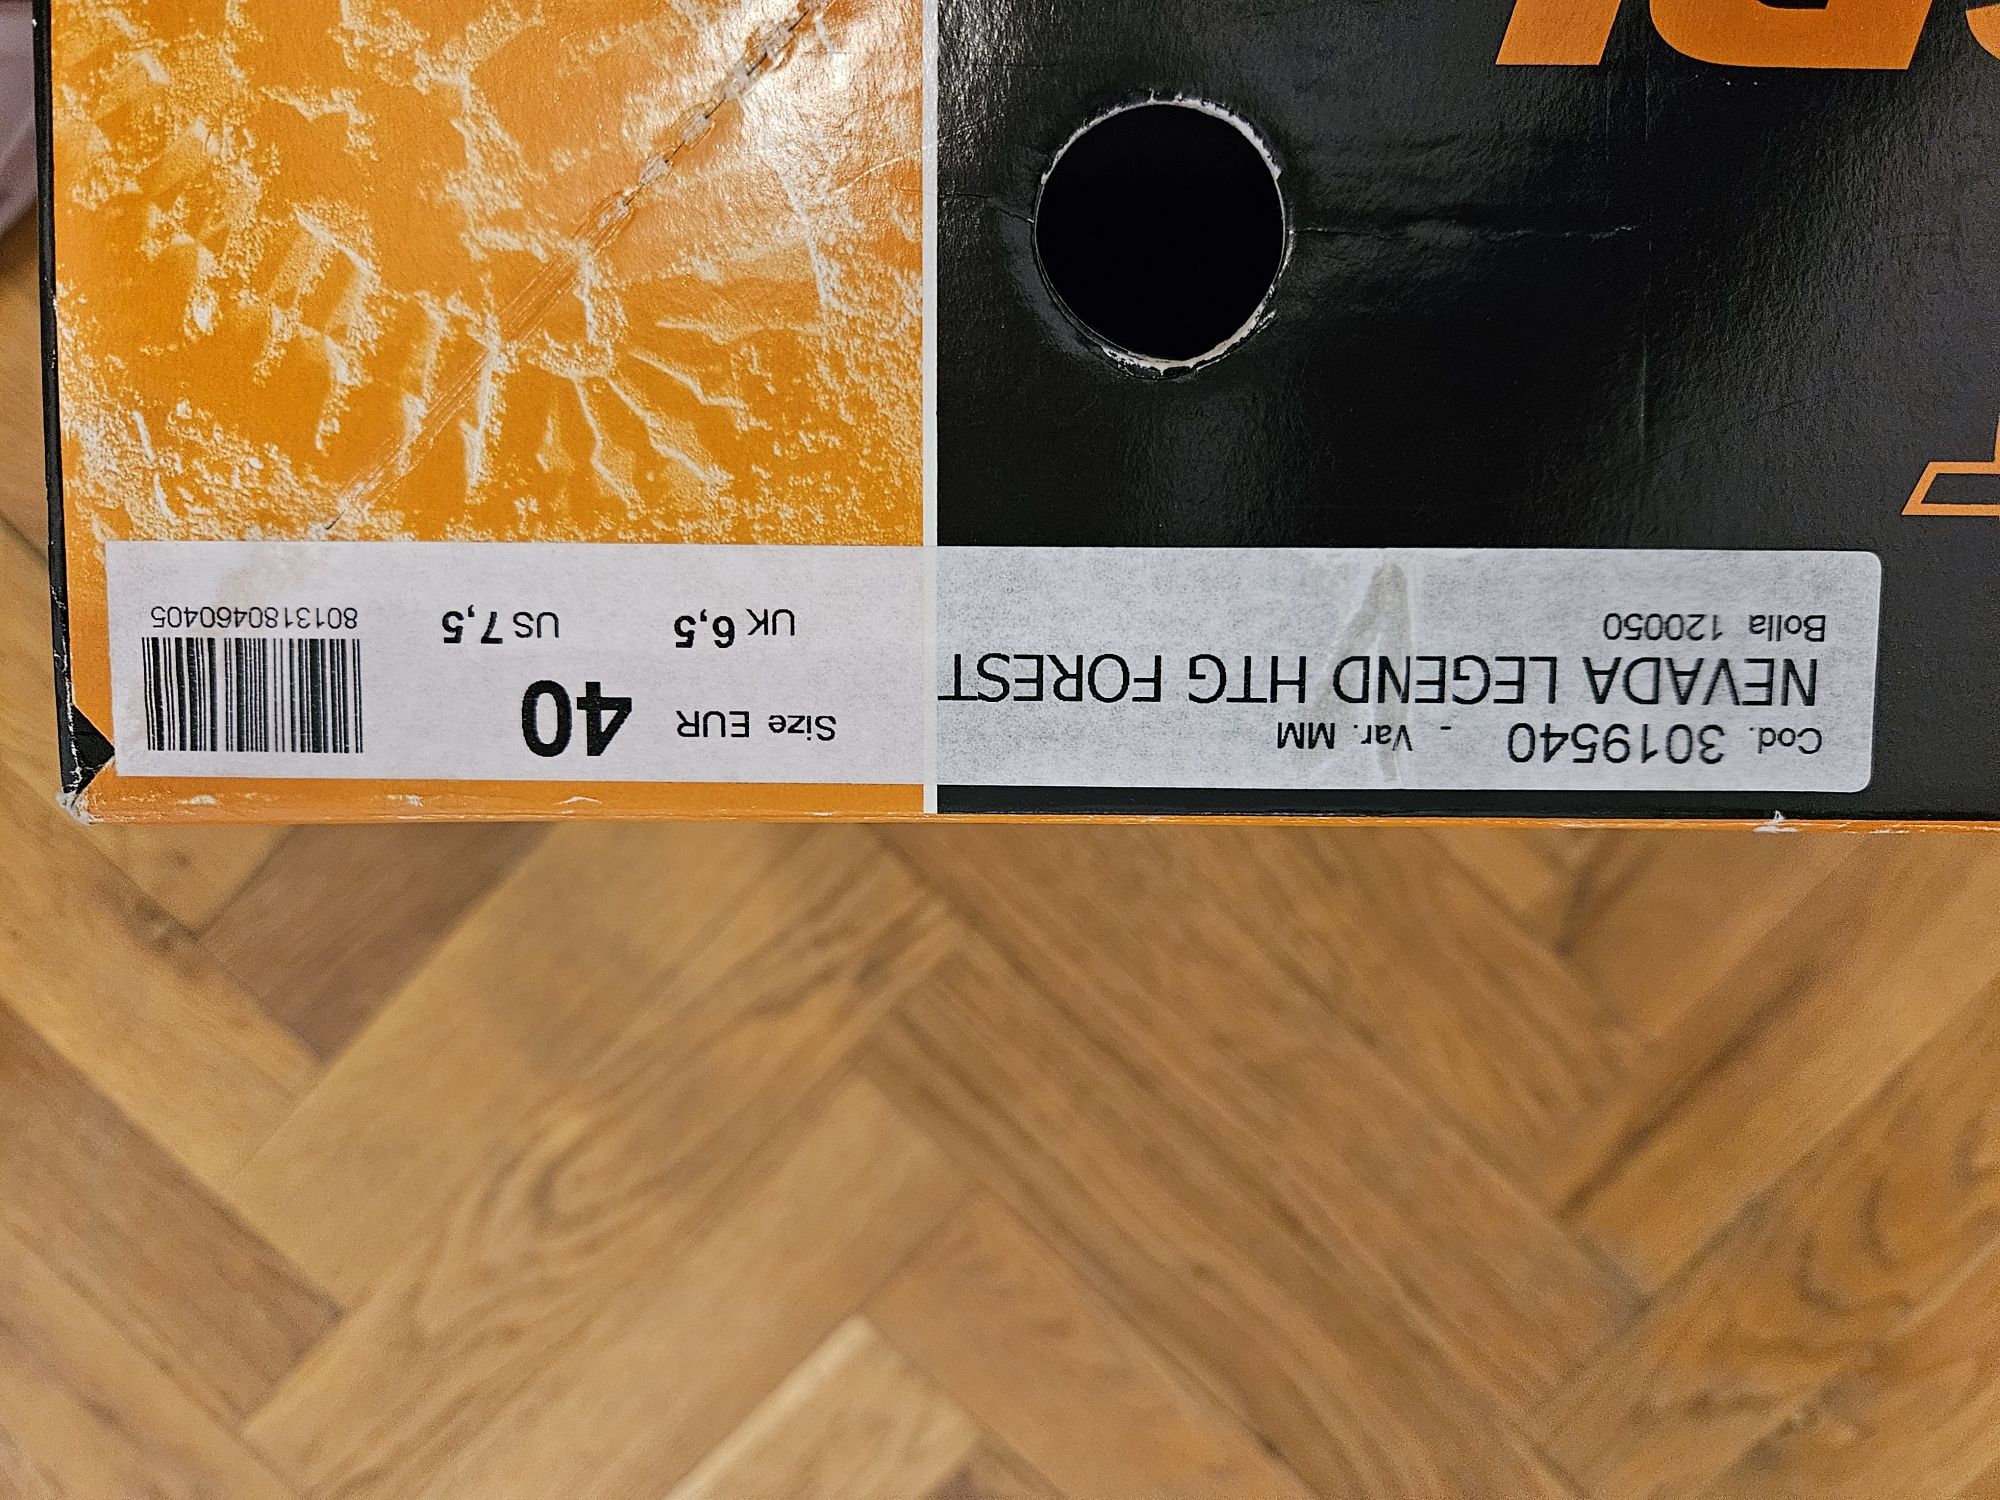 Cod. 3019540 - Var. MM
Size EUR 40
NEVADA LEGEND HTG FOREST
Bolla 120050
UK 6,5 US 7,5
8013180460405